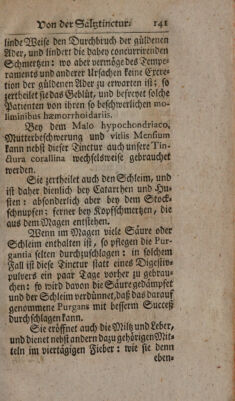 Von der Saltztinctur. 141
linde Weise den Durchbruch der güldenen
Ader, und lindert die dabey concurrirenden
Schmertzen: wo aber vermöge des Tempe-
raments und anderer Ursachen keine Excre-
tion der güldenen Ader zu erwarten ist: so
zertheilet sie das Geblüt, und befreyet solche
Patienten von ihren so beschwerlichen mo-
liminibus hæmorrhoidariis.
Bey dem Malo hypochondriaco,
Mutterbeschwerung und vitiis Mensium
kann nebst dieser Tinctur auch unsere Tin-
ctura corallina wechselsweise gebrauchet
werden.
Sie zertheilet auch den Schleim, und
ist daher dienlich bey Catarrhen und Hu-
sten: absonderlich aber bey dem Stock-
schnupfen: ferner bey Kopfschmertzen, die
aus dem Magen entstehen.
Wenn im Magen viele Säure oder
Schleim enthalten ist, so pflegen die Pur-
gantia selten durchzuschlagen: in solchem
Fall ist diese Tinctur statt eines Digestiv-
pulvers ein paar Tage vorher zu gebrau-
chen: so wird davon die Säure gedämpfet
und der Schleim verdünnet, daß das darauf
genommene Purgans mit besserm Succeß
durchschlagen kann.
Sie eröffnet auch die Miltz und Leber,
und dienet nebst andern dazu gehörigen Mit-
teln im viertägigen Fieber: wie sie denn
eben-